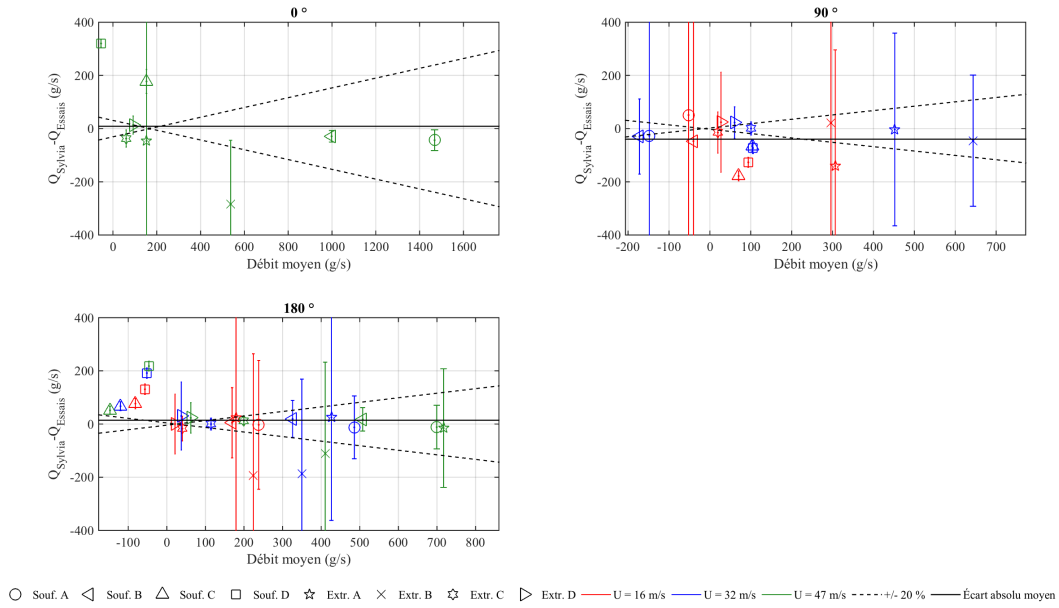 0 °
400
200
0
-200
-400
Q_Sylvia-Q_Essais (g/s)
0 200 400 600 800 1000 1200 1400 1600
Débit moyen (g/s)
90 °
400
200
0
-200
-400
Q_Sylvia-Q_Essais (g/s)
-200 -100 0 100 200 300 400 500 600 700
Débit moyen (g/s)
180 °
400
200
0
-200
-400
Q_Sylvia-Q_Essais (g/s)
-100 0 100 200 300 400 500 600 700 800
Débit moyen (g/s)
Souf. A Souf. B Souf. C Souf. D Extr. A Extr. B Extr. C Extr. D U = 16 m/s U = 32 m/s U = 47 m/s +/- 20 % Écart absolu moyen